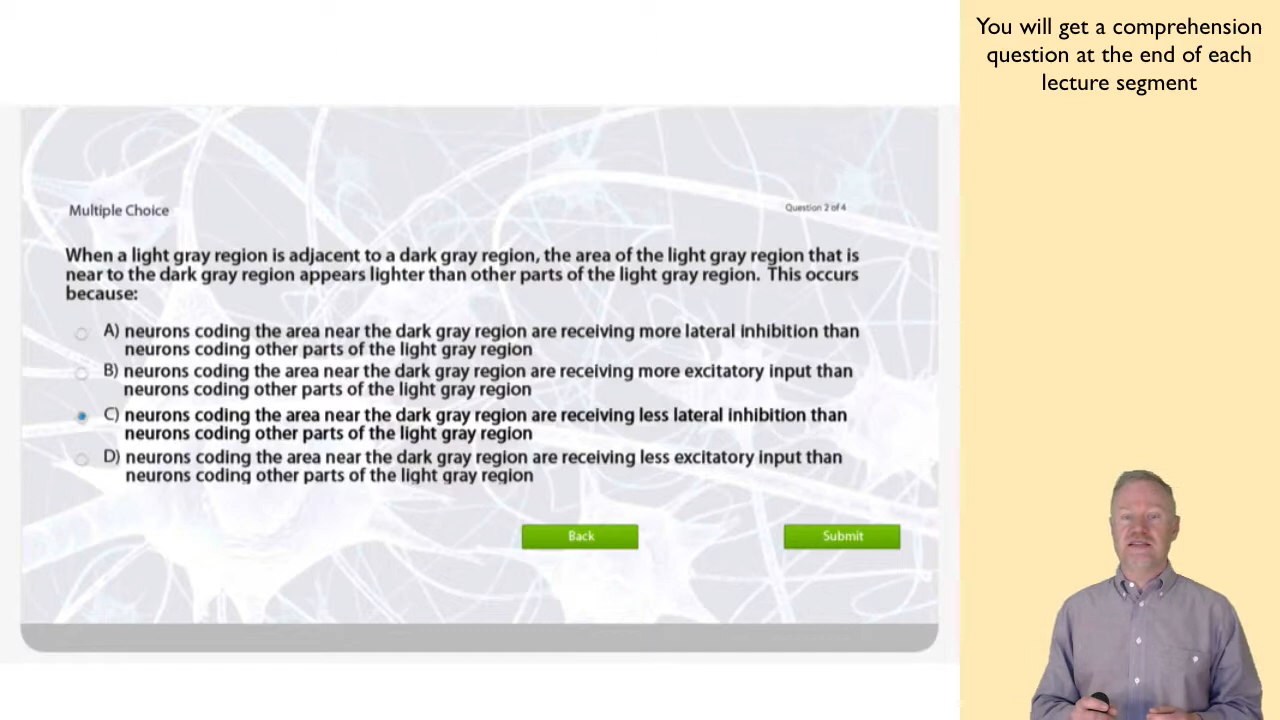 You will get a comprehension
question at the end of each
lecture segment
Multiple Choice
Question 2 of 4
When a light gray region is adjacent to a dark gray region, the area of the light gray region that is
near to the dark gray region appears lighter than other parts of the light gray region. This occurs
because:
A) neurons coding the area near the dark gray region are receiving more lateral inhibition than
neurons coding other parts of the light gray region
B) neurons coding the area near the dark gray region are receiving more excitatory input than
neurons coding other parts of the light gray region
C) neurons coding the area near the dark gray region are receiving less lateral inhibition than
neurons coding other parts of the light gray region
D) neurons coding the area near the dark gray region are receiving less excitatory input than
neurons coding other parts of the light gray region
Back
Submit